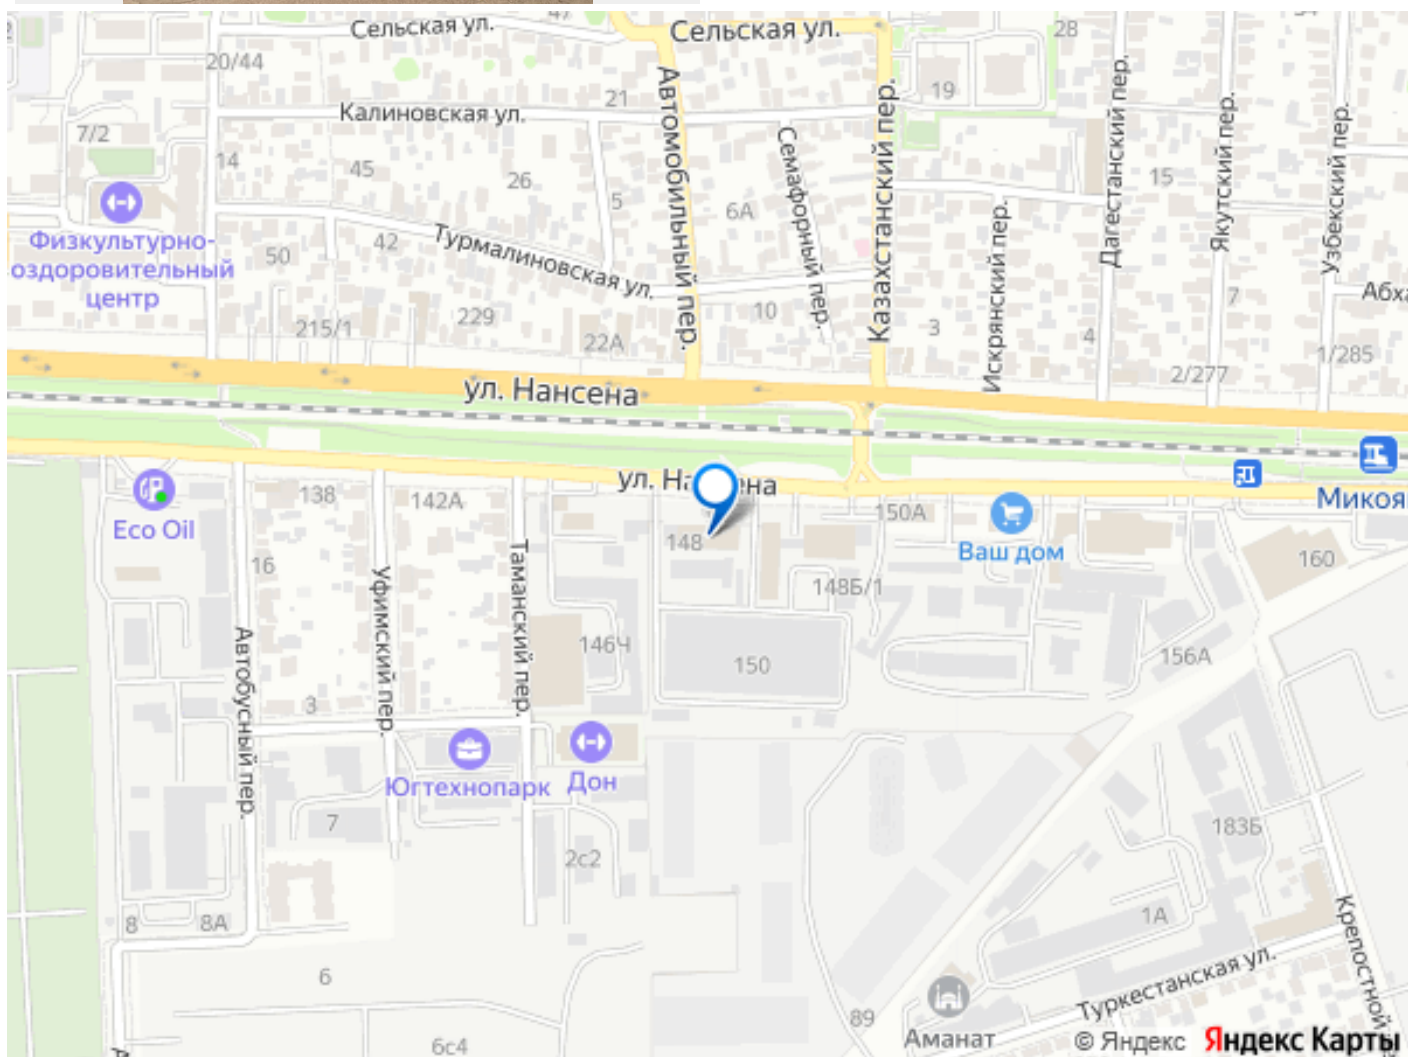 47
Сельская ул.
Сельская ул.
28
20/44
Автомобильный пер.
Казахстанский пер.
Дагестанский пер.
Якутский пер.
Узбекский пер.
21
19
Калиновская ул.
7/2
Семафорный пер.
14
45
26
5
6А
15
Искрянский пер.
Физкультурно-
оздоровительный
центр
50
42
Турмалиновская ул.
Абха
215/1
229
22А
10
3
4
7
1/285
2/277
ул. Нансена
ул. Нансена
Микоя
Eco Oil
138
142А
150А
Ваш дом
148
160
16
Уфимский пер.
Таманский пер.
148Б/1
Автобусный пер.
146Ч
150
156А
3
Югтехнопарк
Дон
7
2с2
183Б
8
8А
1А
Крепостной
6
Туркестанская ул.
89
Аманат
6с4
© Яндекс Яндекс Карты